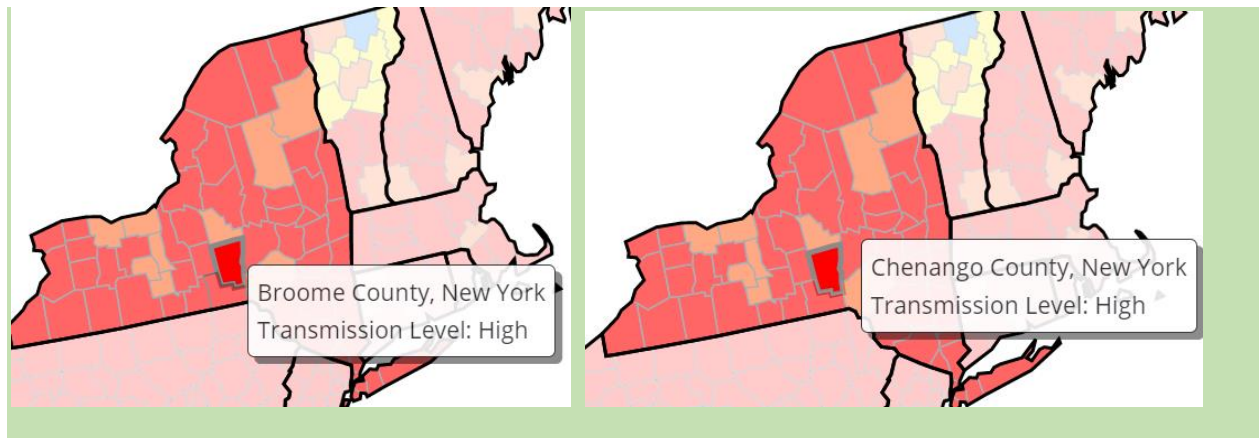 Broome County, New York
Transmission Level: High
Chenango County, New York
Transmission Level: High